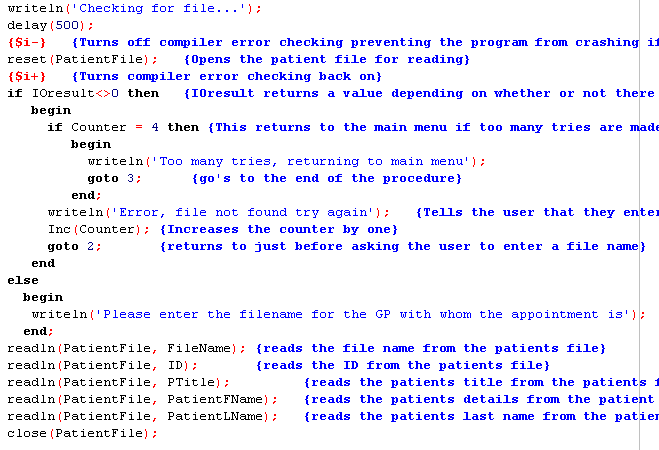 writeln('Checking for file...');
delay(500);
{$i-} {Turns off compiler error checking preventing the program from crashing if
reset(PatientFile); {Opens the patient file for reading}
{$i+} {Turns compiler error checking back on}
if IOresult<>0 then {IOresult returns a value depending on whether or not there
begin
if Counter = 4 then {This returns to the main menu if too many tries are made
begin
writeln('Too many tries, returning to main menu');
goto 3; {go's to the end of the procedure}
end;
writeln('Error, file not found try again'); {Tells the user that they enter
Inc(Counter); {Increases the counter by one}
goto 2; {returns to just before asking the user to enter a file name}
end
else
begin
writeln('Please enter the filename for the GP with whom the appointment is');
end;
readln(PatientFile, FileName); {reads the file name from the patients file}
readln(PatientFile, ID); {reads the ID from the patients file}
readln(PatientFile, PTitle); {reads the patients title from the patients f
readln(PatientFile, PatientFName); {reads the patients details from the patient
readln(PatientFile, PatientLName); {reads the patients last name from the patien
close(PatientFile);